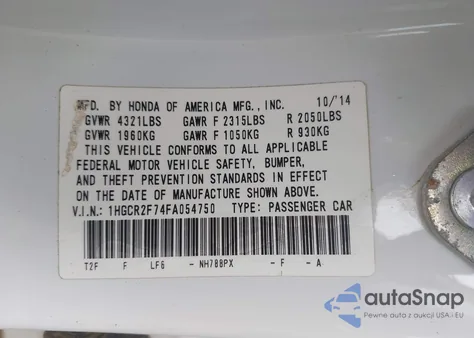 MFD. BY HONDA OF AMERICA MFG., INC. 10/'14
GVWR 4321LBS GAWR F 2315LBS R 2050LBS
GVWR 1960KG GAWR F 1050KG R 930KG
THIS VEHICLE CONFORMS TO ALL APPLICABLE
FEDERAL MOTOR VEHICLE SAFETY, BUMPER,
AND THEFT PREVENTION STANDARDS IN EFFECT
ON THE DATE OF MANUFACTURE SHOWN ABOVE.
V.I.N.: 1HGCR2F74FA054750 TYPE: PASSENGER CAR
T2F F LF6 - NH788PX - F - A
autoSnap
Pewne auta z USA i EU